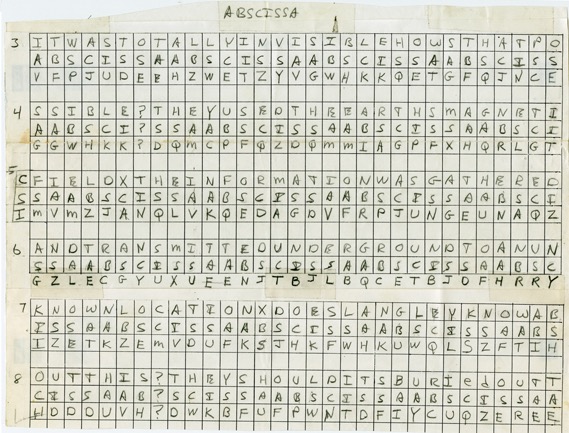 ABSCISSA
3 I T W A S T O T A L L Y I N V I S I B L E H O W S T H A T P O
A B S C I S S A A B S C I S S A A B S C I S S A A B S C I S S
V F P J U D E E H Z W E T Z Y V G W H K K Q E T G F Q J N C E
4 S S I B L E ? T H E Y U S E D T H E E A R T H S m A G N E T I
A A B S C I ? S S A A B S C I S S A A B S C I S S A A B S C I
G G W H K K ? D Q m C P F Q Z D Q m m I A G P F X H Q R L G T
5 C F I E L D X T H E I N F O R m A T I O N W A S G A T H E R E D
S S A A B S C I S S A A B S C I S S A A B S C I S S A A B S C I
I m V m Z J A N Q L V K Q E D A G D V F R P J U N G E U N A Q Z
6 A N D T R A N S m I T T E D U N D E R G R O U N D T O A N U N
S S A A B S C I S S A A B S C I S S A A B S C I S S A A B S C
G Z L E C G Y U X U E E N J T B J L B Q C E T B J D F H R R Y
7 K N O W N L O C A T I O N X D O E S L A N G L E Y K N O W A B
I S S A A B S C I S S A A B S C I S S A A B S C I S S A A B S
I Z E T K Z E m V D U F K S J H K F W H K U W Q L S Z F T I H
8 O U T T H I S ? T H E Y S H O U L D I T S B U R I e d O U T T
C I S S A A B ? S C I S S A A B S C I S S A A B S C I S S A A
H D D D U V H ? D W K B F U F P W N T D F I Y C U Q Z E R E E